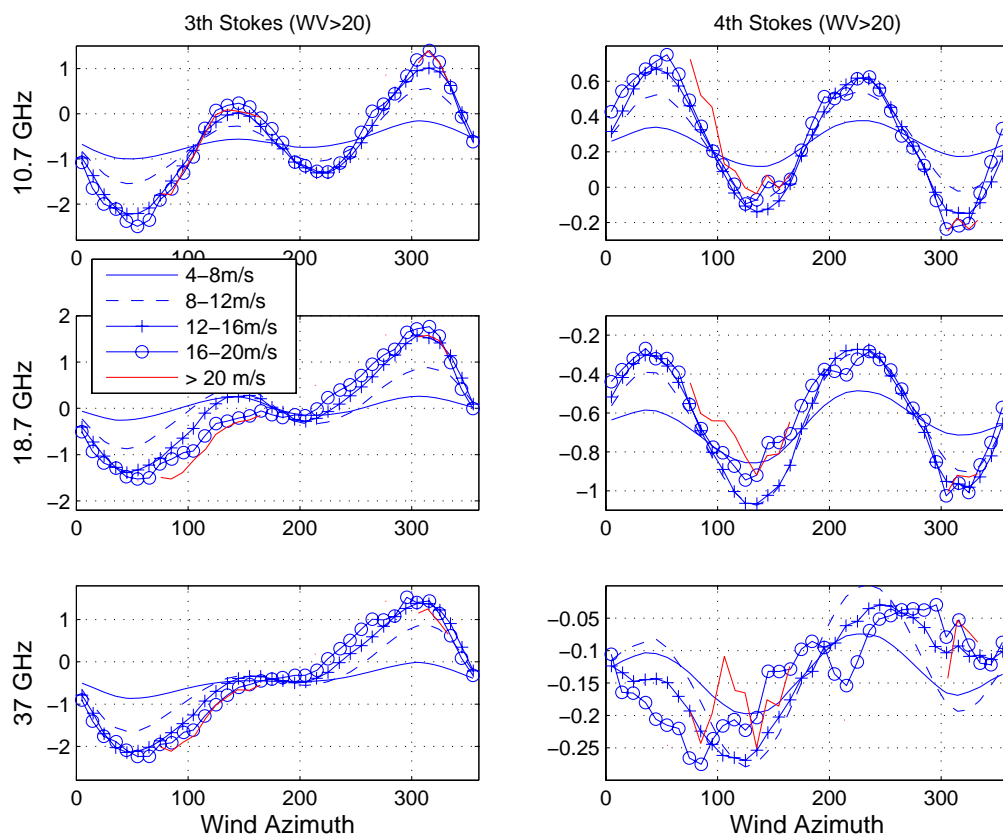 3th Stokes (WV>20)
4th Stokes (WV>20)
10.7 GHz
1
0
−1
−2
0 100 200 300
0.6
0.4
0.2
0
−0.2
0 100 200 300
4−8m/s
8−12m/s
12−16m/s
16−20m/s
> 20 m/s
18.7 GHz
2
1
0
−1
−2
0 100 200 300
−0.2
−0.4
−0.6
−0.8
−1
0 100 200 300
37 GHz
1
0
−1
−2
0 100 200 300
Wind Azimuth
−0.05
−0.1
−0.15
−0.2
−0.25
0 100 200 300
Wind Azimuth